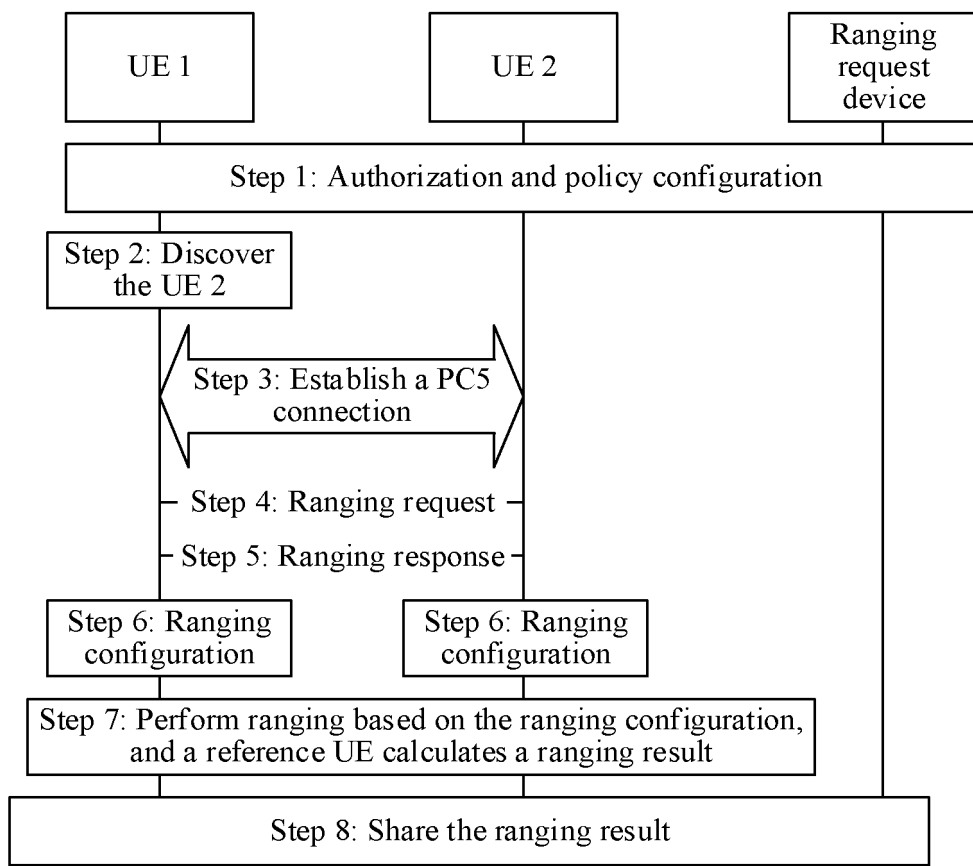 UE 1
UE 2
Ranging
request
device
Step 1: Authorization and policy configuration
Step 2: Discover
the UE 2
Step 3: Establish a PC5
connection
Step 4: Ranging request
Step 5: Ranging response
Step 6: Ranging
configuration
Step 6: Ranging
configuration
Step 7: Perform ranging based on the ranging configuration,
and a reference UE calculates a ranging result
Step 8: Share the ranging result